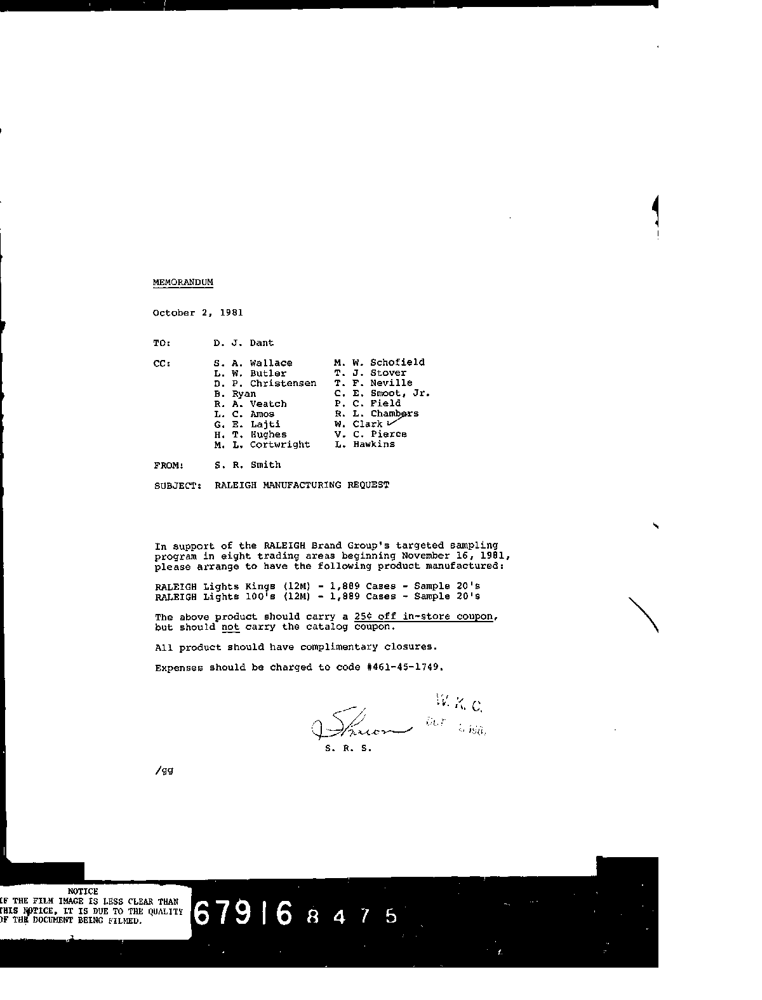 MEMORANDUM
October 2, 1981
TO: D. J. Dant
CC: S. A. Wallace M. W. Schofield
L. W. Butler T. J. Stover
D. P. Christensen T. F. Neville
B. Ryan C. E. Smoot, Jr.
R. A. Veatch P. C. Field
L. C. Amos R. L. Chambers
G. E. Lajti W. Clark ✓
H. T. Hughes V. C. Pierce
M. L. Cortwright L. Hawkins
FROM: S. R. Smith
SUBJECT: RALEIGH MANUFACTURING REQUEST
In support of the RALEIGH Brand Group's targeted sampling
program in eight trading areas beginning November 16, 1981,
please arrange to have the following product manufactured:
RALEIGH Lights Kings (12M) - 1,889 Cases - Sample 20's
RALEIGH Lights 100's (12M) - 1,889 Cases - Sample 20's
The above product should carry a 25¢ off in-store coupon,
but should not carry the catalog coupon.
All product should have complimentary closures.
Expenses should be charged to code #461-45-1749.
W. K. C.
S. R. S.
/gg
NOTICE
IF THE FILM IMAGE IS LESS CLEAR THAN
THIS NOTICE, IT IS DUE TO THE QUALITY
OF THE DOCUMENT BEING FILMED.
679168475